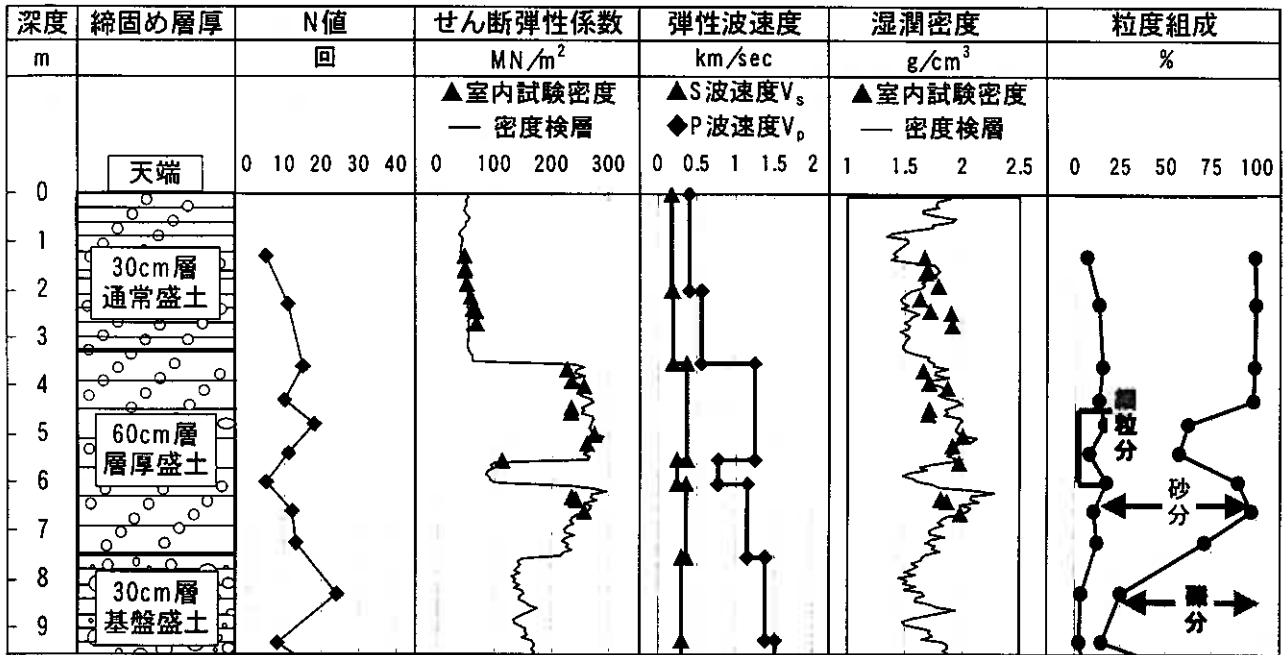 深度 締固め層厚 N値 せん断弾性係数 弾性波速度 湿潤密度 粒度組成
m 回 MN/m² km/sec g/cm³ %
▲室内試験密度 ▲S波速度Vₛ ▲室内試験密度
— 密度検層 ◆P波速度Vₚ — 密度検層
天端 0 10 20 30 40 0 100 200 300 0 0.5 1 1.5 2 1 1.5 2 2.5 0 25 50 75 100
0
1
30cm層
通常盛土
2
3
4
細粒分
60cm層
層厚盛土
5
6
砂分
7
8
30cm層
基盤盛土
礫分
9